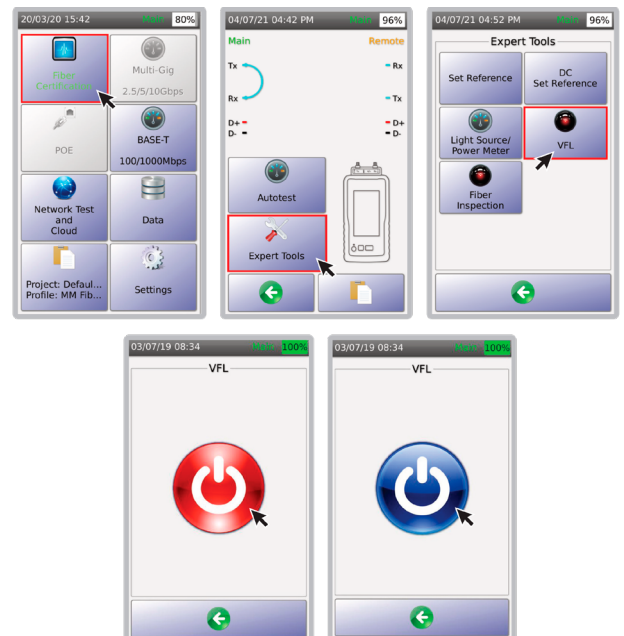 20/03/20 15:42 Main 80%
Fiber
Certification
Multi-Gig
2.5/5/10Gbps
POE
BASE-T
100/1000Mbps
Network Test
and
Cloud
Data
Project: Defaul...
Profile: MM Fib...
Settings
04/07/21 04:42 PM Main 96%
Main Remote
Tx Rx
Rx Tx
D+ D+
D- D-
Autotest
Expert Tools
04/07/21 04:52 PM Main 96%
Expert Tools
Set Reference
DC
Set Reference
Light Source/
Power Meter
VFL
Fiber
Inspection
03/07/19 08:34 Main 100%
VFL
03/07/19 08:34 Main 100%
VFL